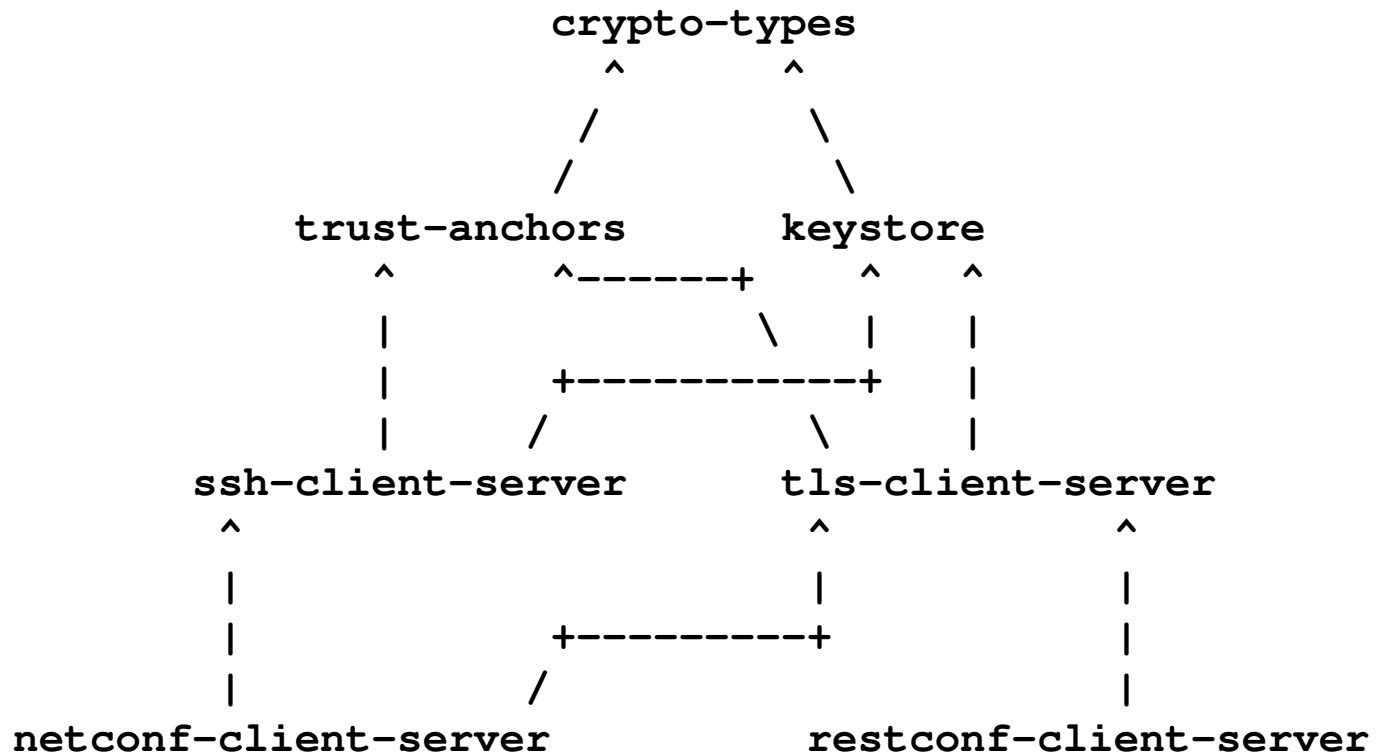 crypto-types
^ ^
/ \
/ \
trust-anchors keystore
^ ^-------+ ^ ^
| \ | |
| +------------+ |
| / \ |
ssh-client-server tls-client-server
^ ^ ^
| | |
| +----------+ |
| / |
netconf-client-server restconf-client-server